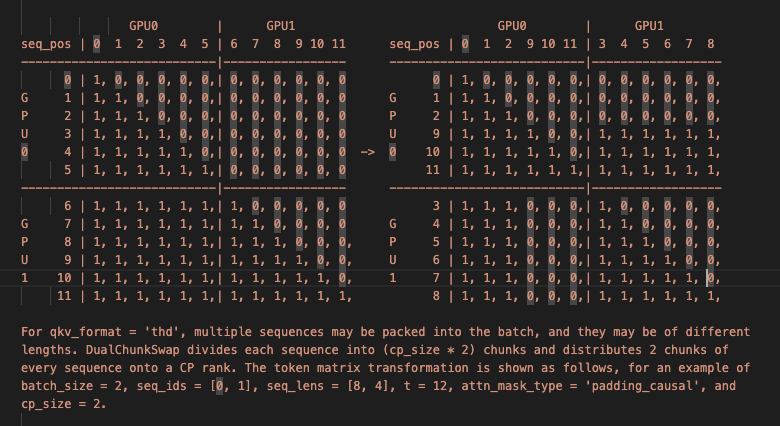 GPU0 | GPU1 GPU0 | GPU1
seq_pos | 0 1 2 3 4 5 | 6 7 8 9 10 11 seq_pos | 0 1 2 9 10 11 | 3 4 5 6 7 8
---------------------------|----------------- ---------------------------|------------------
0 | 1, 0, 0, 0, 0, 0,| 0, 0, 0, 0, 0, 0 0 | 1, 0, 0, 0, 0, 0,| 0, 0, 0, 0, 0, 0,
G 1 | 1, 1, 0, 0, 0, 0,| 0, 0, 0, 0, 0, 0 G 1 | 1, 1, 0, 0, 0, 0,| 0, 0, 0, 0, 0, 0,
P 2 | 1, 1, 1, 0, 0, 0,| 0, 0, 0, 0, 0, 0 P 2 | 1, 1, 1, 0, 0, 0,| 0, 0, 0, 0, 0, 0,
U 3 | 1, 1, 1, 1, 0, 0,| 0, 0, 0, 0, 0, 0 U 9 | 1, 1, 1, 1, 0, 0,| 1, 1, 1, 1, 1, 1,
0 4 | 1, 1, 1, 1, 1, 0,| 0, 0, 0, 0, 0, 0 -> 0 10 | 1, 1, 1, 1, 1, 0,| 1, 1, 1, 1, 1, 1,
5 | 1, 1, 1, 1, 1, 1,| 0, 0, 0, 0, 0, 0 11 | 1, 1, 1, 1, 1, 1,| 1, 1, 1, 1, 1, 1,
---------------------------|----------------- ---------------------------|------------------
6 | 1, 1, 1, 1, 1, 1,| 1, 0, 0, 0, 0, 0 3 | 1, 1, 1, 0, 0, 0,| 1, 0, 0, 0, 0, 0,
G 7 | 1, 1, 1, 1, 1, 1,| 1, 1, 0, 0, 0, 0 G 4 | 1, 1, 1, 0, 0, 0,| 1, 1, 0, 0, 0, 0,
P 8 | 1, 1, 1, 1, 1, 1,| 1, 1, 1, 0, 0, 0, P 5 | 1, 1, 1, 0, 0, 0,| 1, 1, 1, 0, 0, 0,
U 9 | 1, 1, 1, 1, 1, 1,| 1, 1, 1, 1, 0, 0, U 6 | 1, 1, 1, 0, 0, 0,| 1, 1, 1, 1, 0, 0,
1 10 | 1, 1, 1, 1, 1, 1,| 1, 1, 1, 1, 1, 0, 1 7 | 1, 1, 1, 0, 0, 0,| 1, 1, 1, 1, 1, 0,
11 | 1, 1, 1, 1, 1, 1,| 1, 1, 1, 1, 1, 1, 8 | 1, 1, 1, 0, 0, 0,| 1, 1, 1, 1, 1, 1,
For qkv_format = 'thd', multiple sequences may be packed into the batch, and they may be of different
lengths. DualChunkSwap divides each sequence into (cp_size * 2) chunks and distributes 2 chunks of
every sequence onto a CP rank. The token matrix transformation is shown as follows, for an example of
batch_size = 2, seq_ids = [0, 1], seq_lens = [8, 4], t = 12, attn_mask_type = 'padding_causal', and
cp_size = 2.